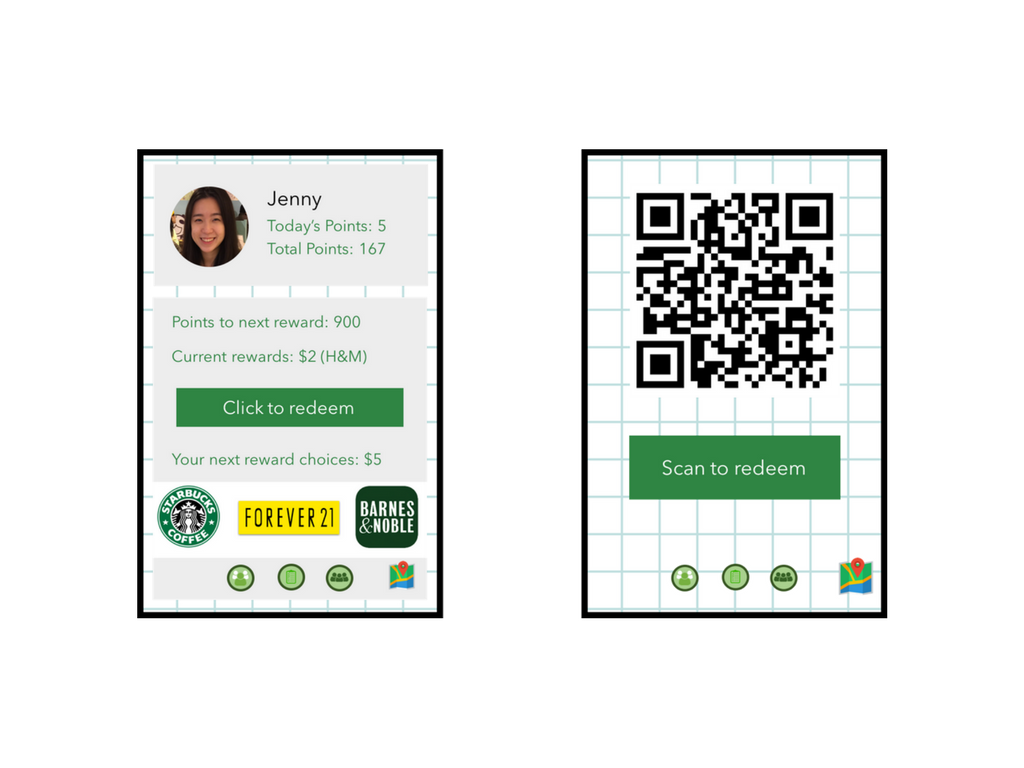 Jenny
Today’s Points: 5
Total Points: 167
Points to next reward: 900
Current rewards: $2 (H&M)
Click to redeem
Your next reward choices: $5
STARBUCKS COFFEE
FOREVER 21
BARNES
&NOBLE
Scan to redeem